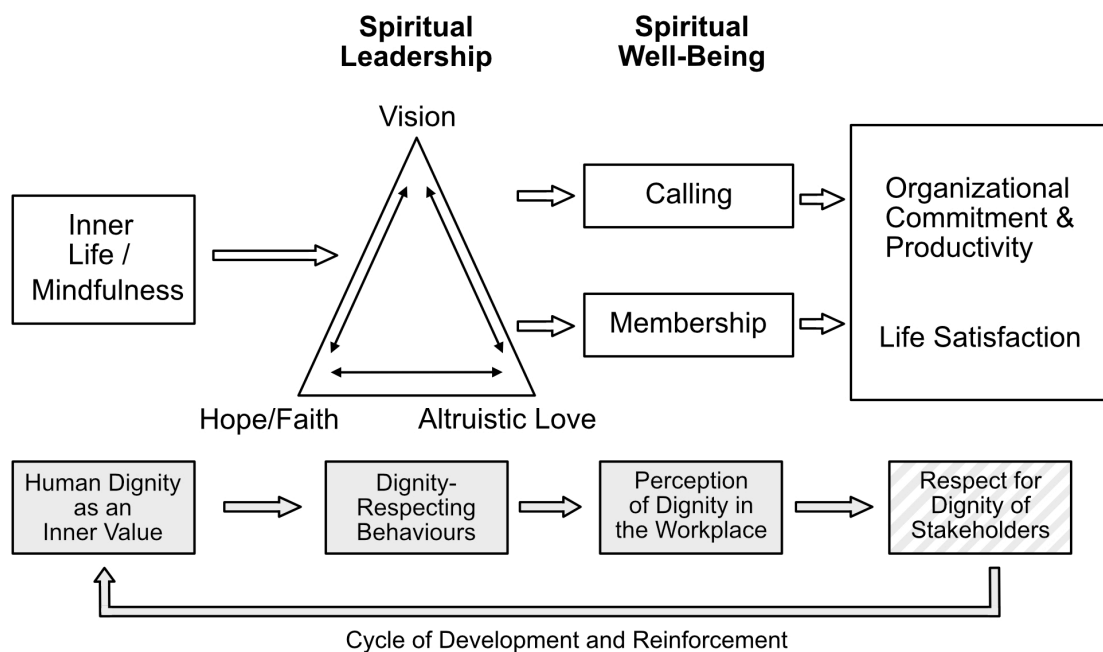 Spiritual
Leadership
Spiritual
Well-Being
Vision
Inner
Life /
Mindfulness
Hope/Faith
Altruistic Love
Calling
Membership
Organizational
Commitment &
Productivity
Life Satisfaction
Human Dignity
as an
Inner Value
Dignity-
Respecting
Behaviours
Perception
of Dignity in
the Workplace
Respect for
Dignity of
Stakeholders
Cycle of Development and Reinforcement